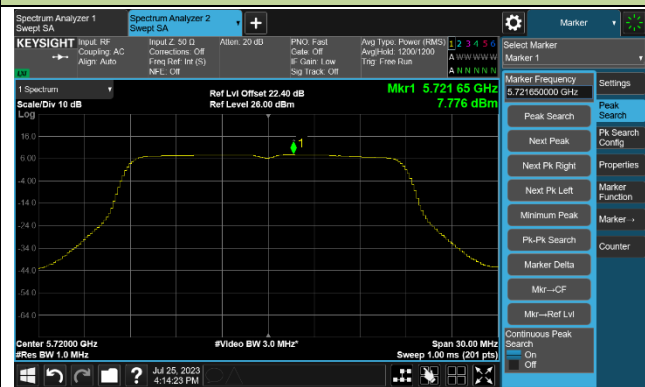 Spectrum Analyzer 1
Swept SA
Spectrum Analyzer 2
Swept SA
Marker
KEYSIGHT
Input: RF
Coupling: AC
Align: Auto
Input Z: 50 Ω
Corrections: Off
Freq Ref: Int (S)
NFE: Off
Atten: 20 dB
PNO: Fast
Gate: Off
IF Gain: Low
Sig Track: Off
Avg Type: Power (RMS)
Avg|Hold: 1200/1200
Trig: Free Run
1 2 3 4 5 6
A W W W W W
A N N N N N
Select Marker
Marker 1
LXI
1 Spectrum
Scale/Div 10 dB
Log
Ref Lvl Offset 22.40 dB
Ref Level 26.00 dBm
Mkr1 5.721 65 GHz
7.776 dBm
1
16.0
6.00
-4.00
-14.0
-24.0
-34.0
-44.0
-54.0
-64.0
Center 5.72000 GHz
#Res BW 1.0 MHz
#Video BW 3.0 MHz*
Span 30.00 MHz
Sweep 1.00 ms (201 pts)
Marker Frequency
5.721650000 GHz
Peak Search
Next Peak
Next Pk Right
Next Pk Left
Minimum Peak
Pk-Pk Search
Marker Delta
Mkr→CF
Mkr→Ref Lvl
Continuous Peak
Search
On
Off
Settings
Peak
Search
Pk Search
Config
Properties
Marker
Function
Marker→
Counter
?
Jul 25, 2023
4:14:23 PM